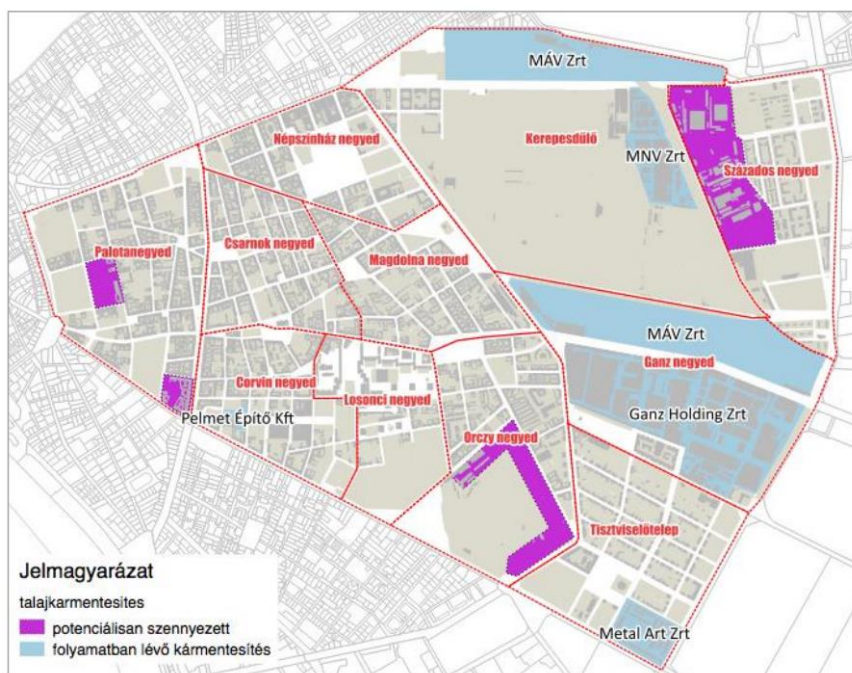 MÁV Zrt
Népszínház negyed
Kerepesdülő
MNV Zrt
Százados negyed
Palotanegyed
Csarnok negyed
Magdolna negyed
MÁV Zrt
Ganz negyed
Corvin negyed
Losonci negyed
Pelmet Építő Kft
Ganz Holding Zrt
Orczy negyed
Tisztviselőtelep
Metal Art Zrt
Jelmagyarázat
talajkarmentesites
potenciálisan szennyezett
folyamatban lévő kármentesítés